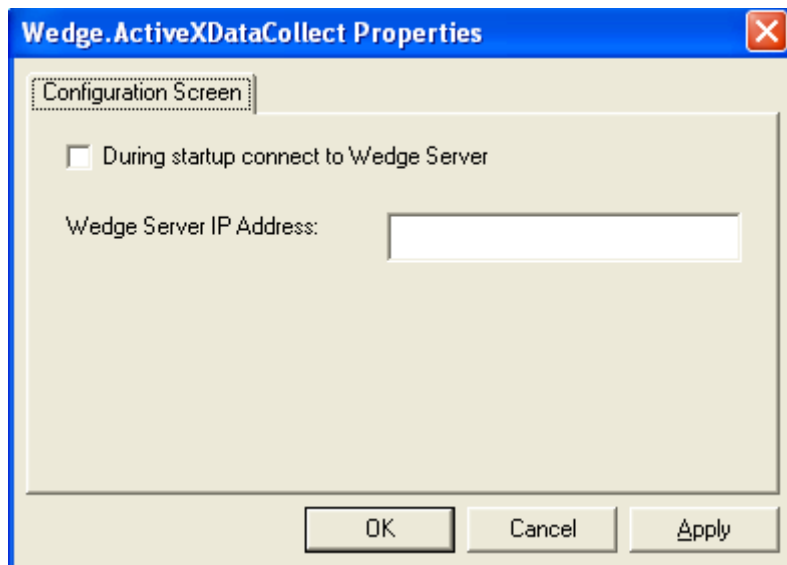 Wedge.ActiveXDataCollect Properties
Configuration Screen
During startup connect to Wedge Server
Wedge Server IP Address:
OK Cancel Apply